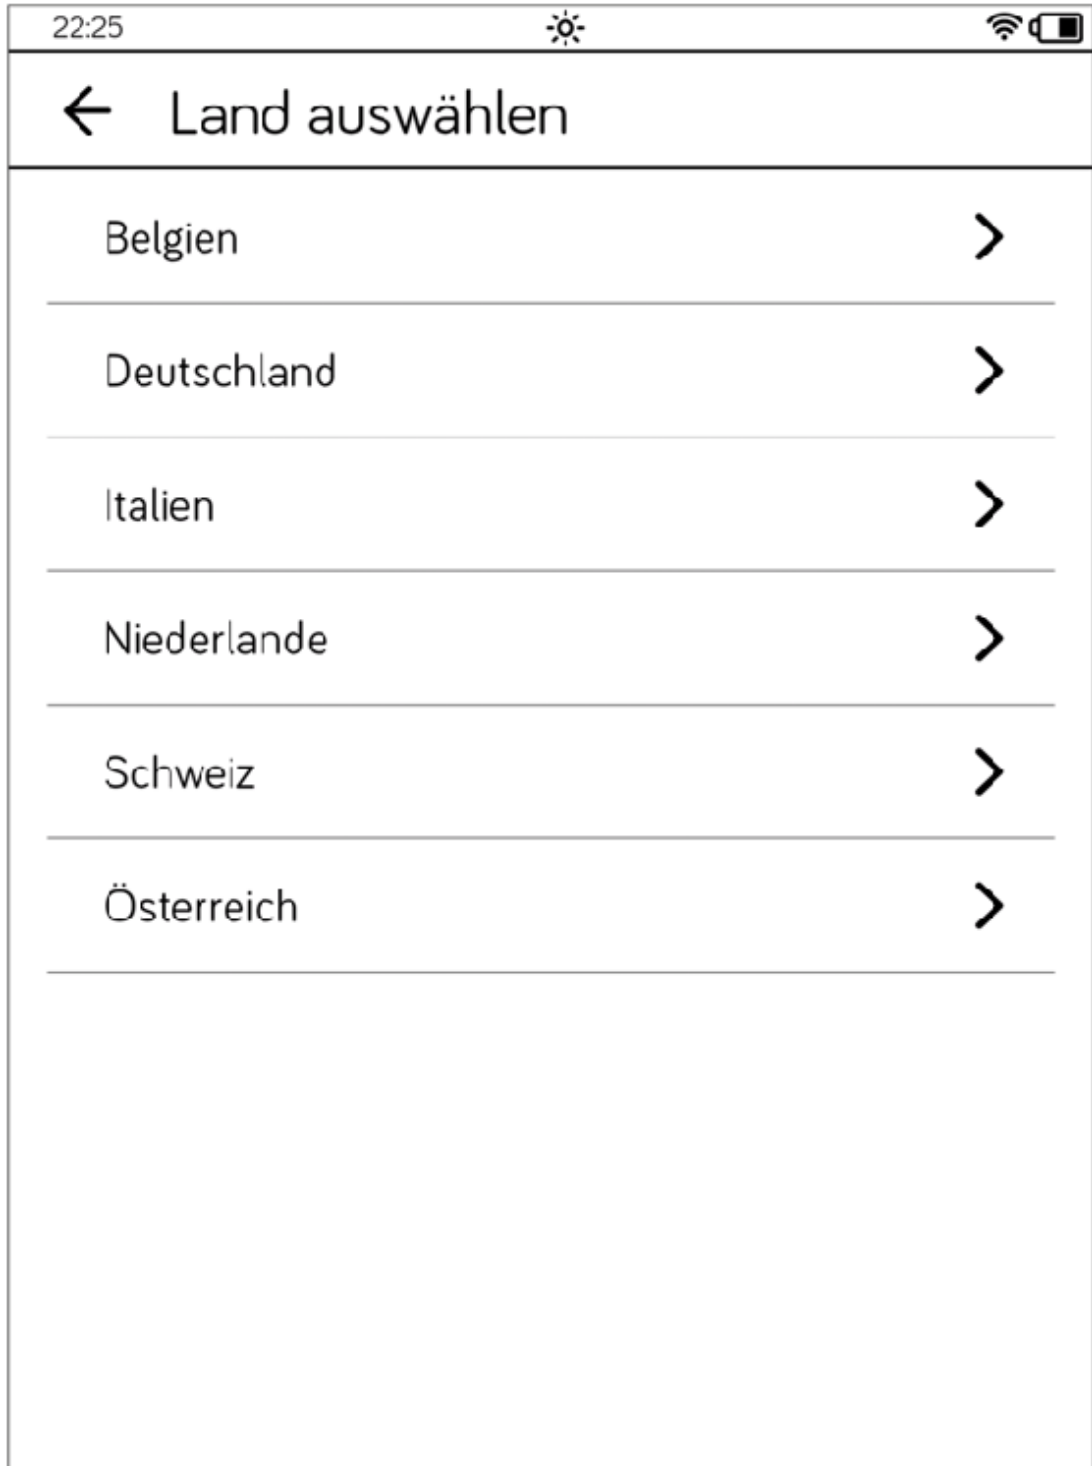 22:25
Land auswählen
Belgien
Deutschland
Italien
Niederlande
Schweiz
Österreich